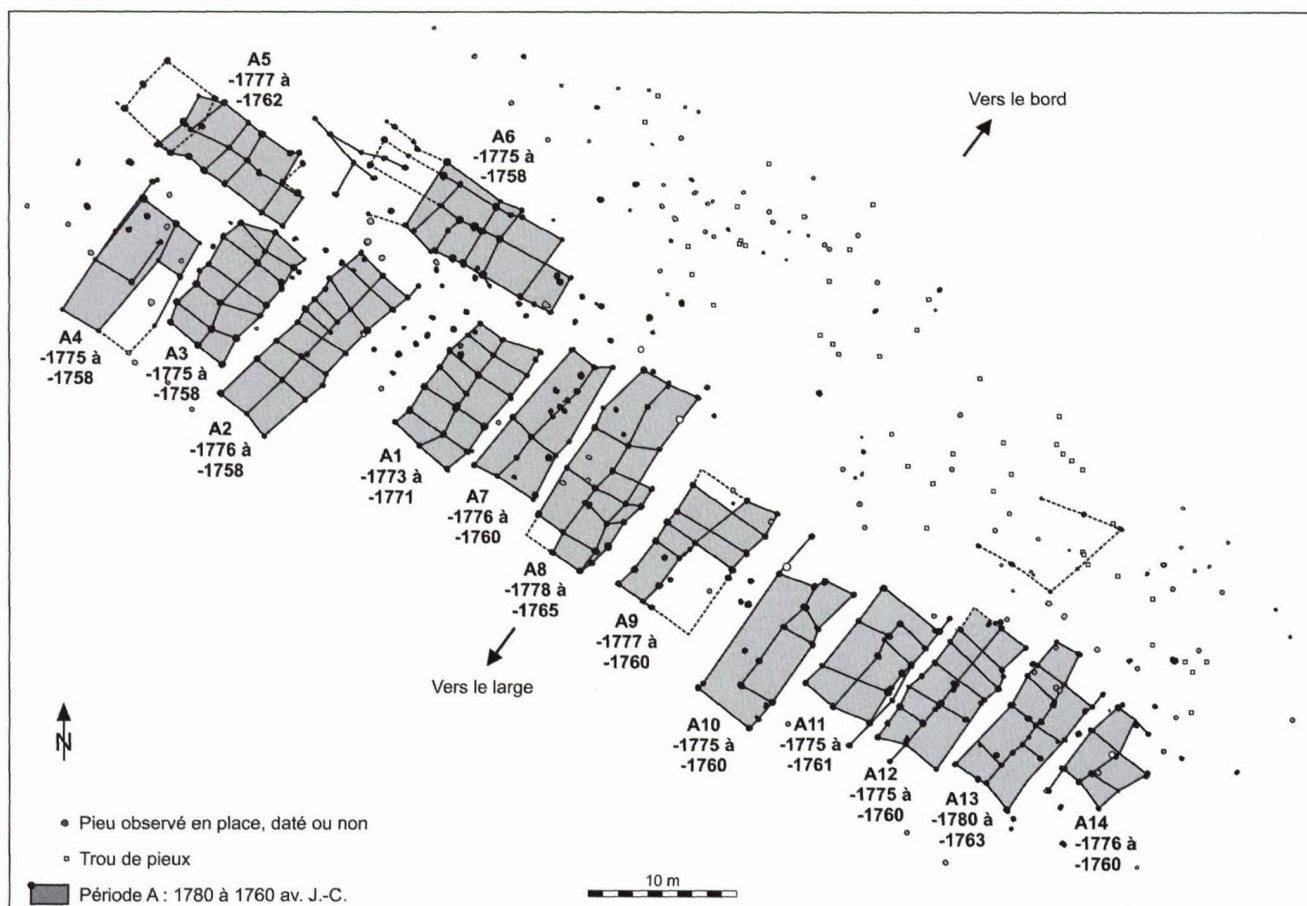 A5
-1777 à
-1762
Vers le bord
A6
-1775 à
-1758
A4
-1775 à
-1758
A3
-1775 à
-1758
A2
-1776 à
-1758
A1
-1773 à
-1771
A7
-1776 à
-1760
A8
-1778 à
-1765
A9
-1777 à
-1760
Vers le large
A10
-1775 à
-1760
A11
-1775 à
-1761
A12
-1775 à
-1760
A13
-1780 à
-1763
A14
-1776 à
-1760
N
Pieu observé en place, daté ou non
Trou de pieux
Période A : 1780 à 1760 av. J.-C.
10 m